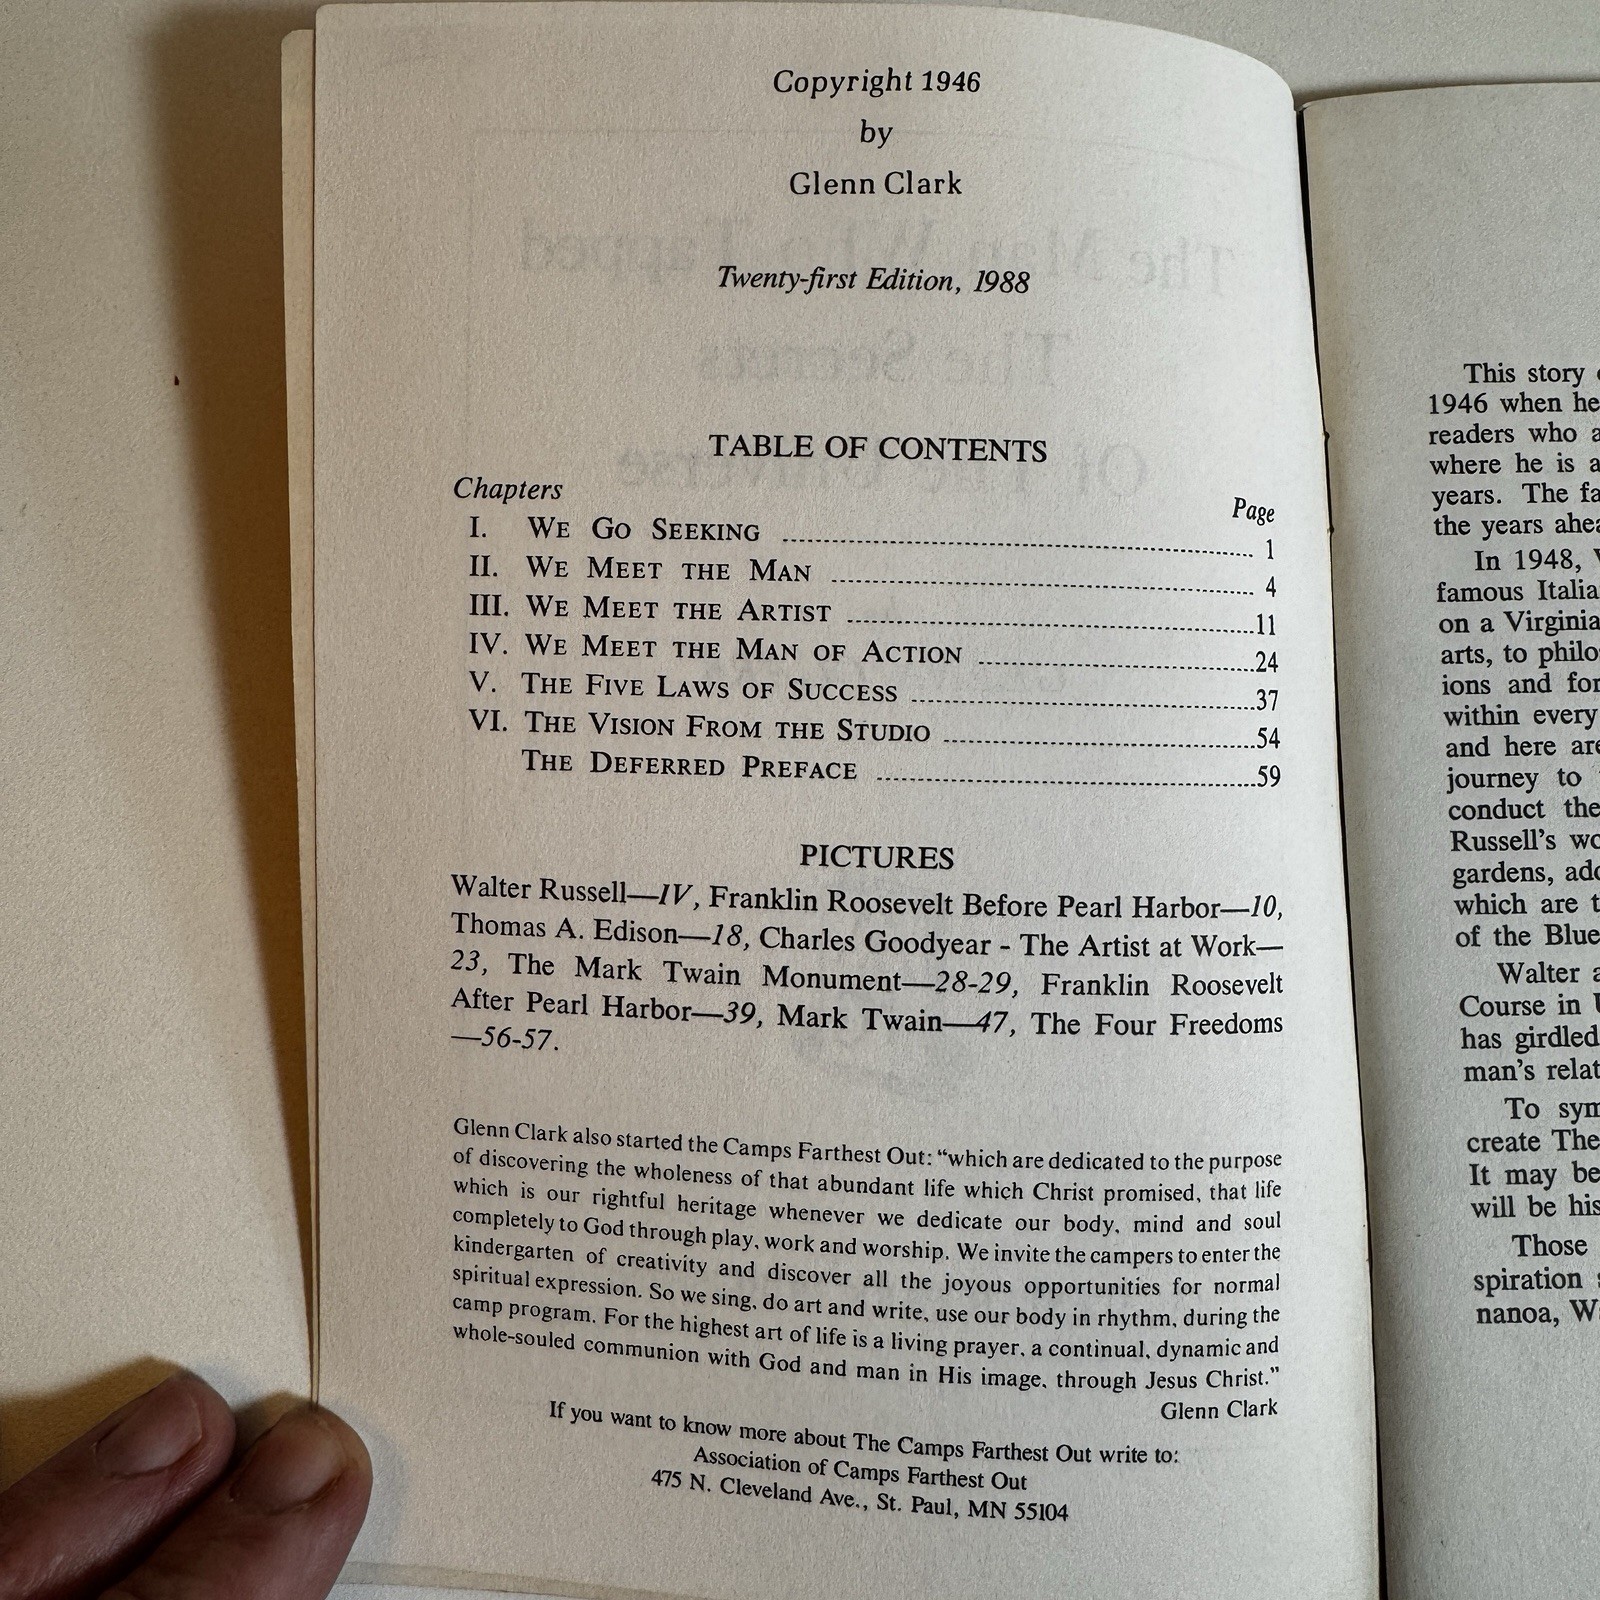 Copyright 1946
by
Glenn Clark
Twenty-first Edition, 1988
TABLE OF CONTENTS
Chapters
Page
I. WE GO SEEKING 1
II. WE MEET THE MAN 4
III. WE MEET THE ARTIST 11
IV. WE MEET THE MAN OF ACTION 24
V. THE FIVE LAWS OF SUCCESS 37
VI. THE VISION FROM THE STUDIO 54
THE DEFERRED PREFACE 59
PICTURES
Walter Russell—IV, Franklin Roosevelt Before Pearl Harbor—10,
Thomas A. Edison—18, Charles Goodyear - The Artist at Work—
23, The Mark Twain Monument—28-29, Franklin Roosevelt
After Pearl Harbor—39, Mark Twain—47, The Four Freedoms
—56-57.
Glenn Clark also started the Camps Farthest Out: “which are dedicated to the purpose
of discovering the wholeness of that abundant life which Christ promised, that life
which is our rightful heritage whenever we dedicate our body, mind and soul
completely to God through play, work and worship. We invite the campers to enter the
kindergarten of creativity and discover all the joyous opportunities for normal
spiritual expression. So we sing, do art and write, use our body in rhythm, during the
camp program. For the highest art of life is a living prayer, a continual, dynamic and
whole-souled communion with God and man in His image, through Jesus Christ.”
Glenn Clark
If you want to know more about The Camps Farthest Out write to:
Association of Camps Farthest Out
475 N. Cleveland Ave., St. Paul, MN 55104
This story
1946 when he
readers who
where he is
years. The
the years
In 1948,
famous
on a Virginia
arts, to
ions and
within every
and here
journey to
conduct
Russell's
gardens,
which are
of the Blue
Walter
Course in
has girdled
man's
To
create The
It may be
will be his
Those
spiration
nanoa,